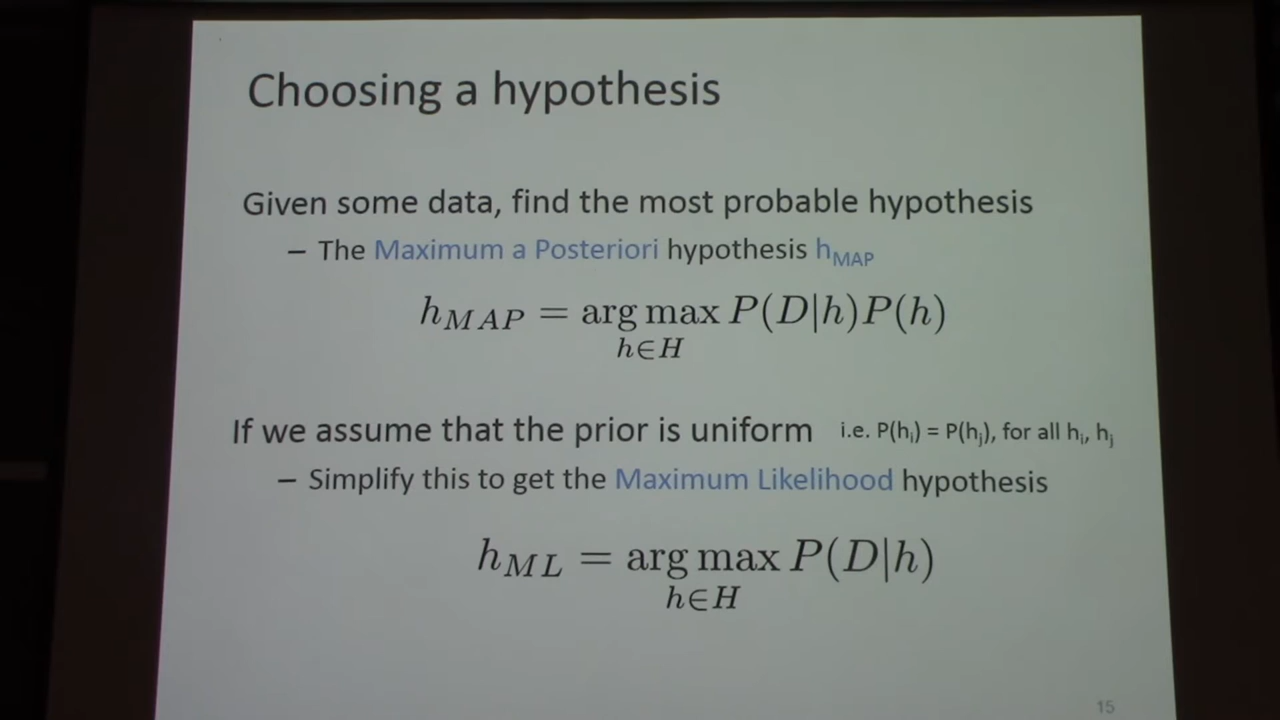 Choosing a hypothesis
Given some data, find the most probable hypothesis
– The Maximum a Posteriori hypothesis h_MAP
h_MAP = arg max P(D|h)P(h)
h∈H
If we assume that the prior is uniform i.e. P(h_i) = P(h_j), for all h_i, h_j
– Simplify this to get the Maximum Likelihood hypothesis
h_ML = arg max P(D|h)
h∈H
15